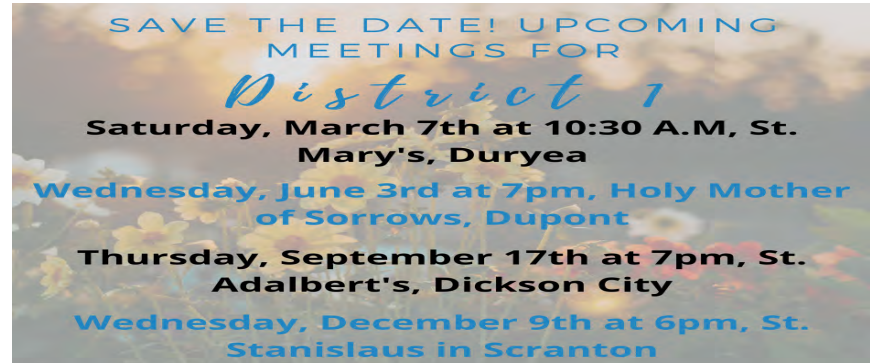 SAVE THE DATE! UPCOMING
MEETINGS FOR
District 1
Saturday, March 7th at 10:30 A.M, St.
Mary's, Duryea
Wednesday, June 3rd at 7pm, Holy Mother
of Sorrows, Dupont
Thursday, September 17th at 7pm, St.
Adalbert's, Dickson City
Wednesday, December 9th at 6pm, St.
Stanislaus in Scranton